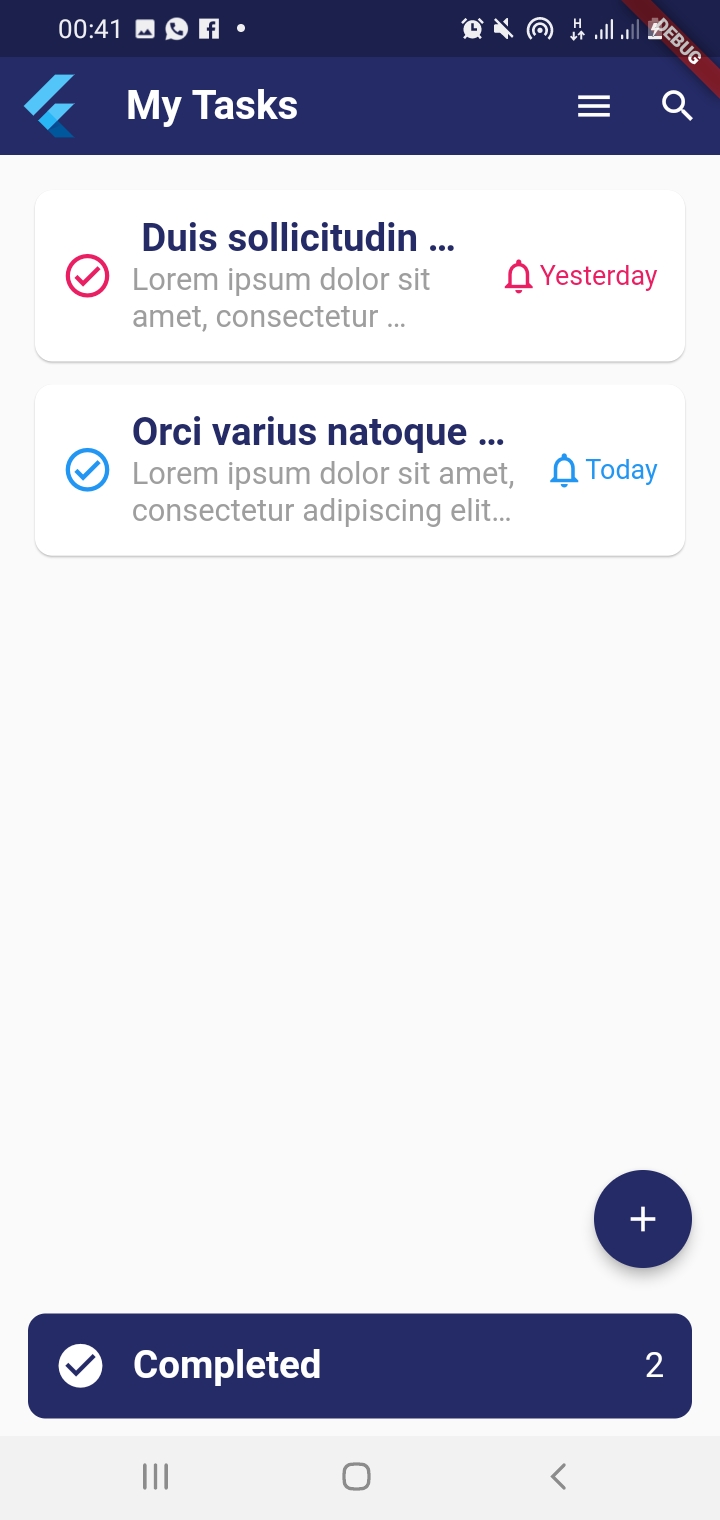 00:41
H
DEBUG
My Tasks
Duis sollicitudin ...
Lorem ipsum dolor sit
amet, consectetur ...
Yesterday
Orci varius natoque ...
Lorem ipsum dolor sit amet,
consectetur adipiscing elit...
Today
Completed
2